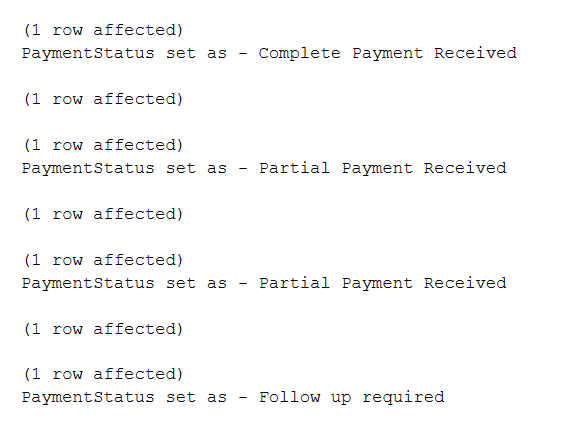 (1 row affected)
PaymentStatus set as - Complete Payment Received
(1 row affected)
(1 row affected)
PaymentStatus set as - Partial Payment Received
(1 row affected)
(1 row affected)
PaymentStatus set as - Partial Payment Received
(1 row affected)
(1 row affected)
PaymentStatus set as - Follow up required